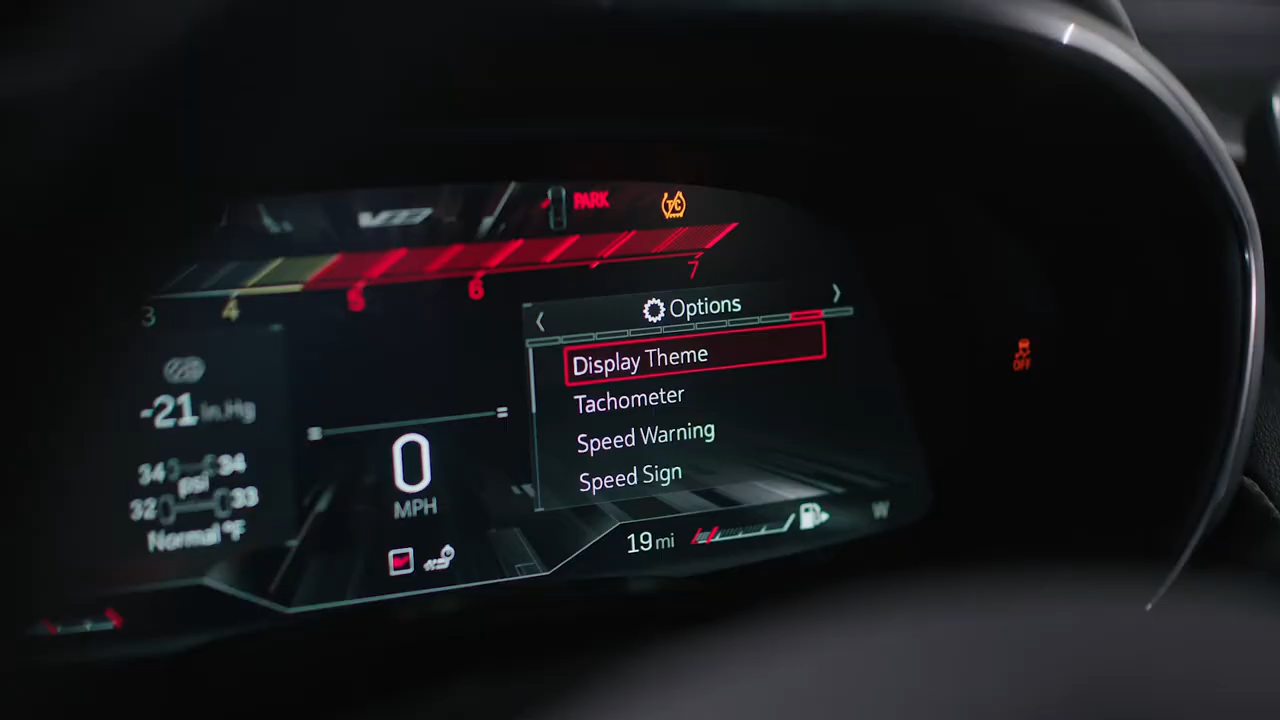 PARK
TC
3 4 5 6 7
Options
Display Theme
Tachometer
Speed Warning
Speed Sign
-21 In.Hg
34 34
psi
32 33
Normal °F
0
MPH
19 mi
W
OFF